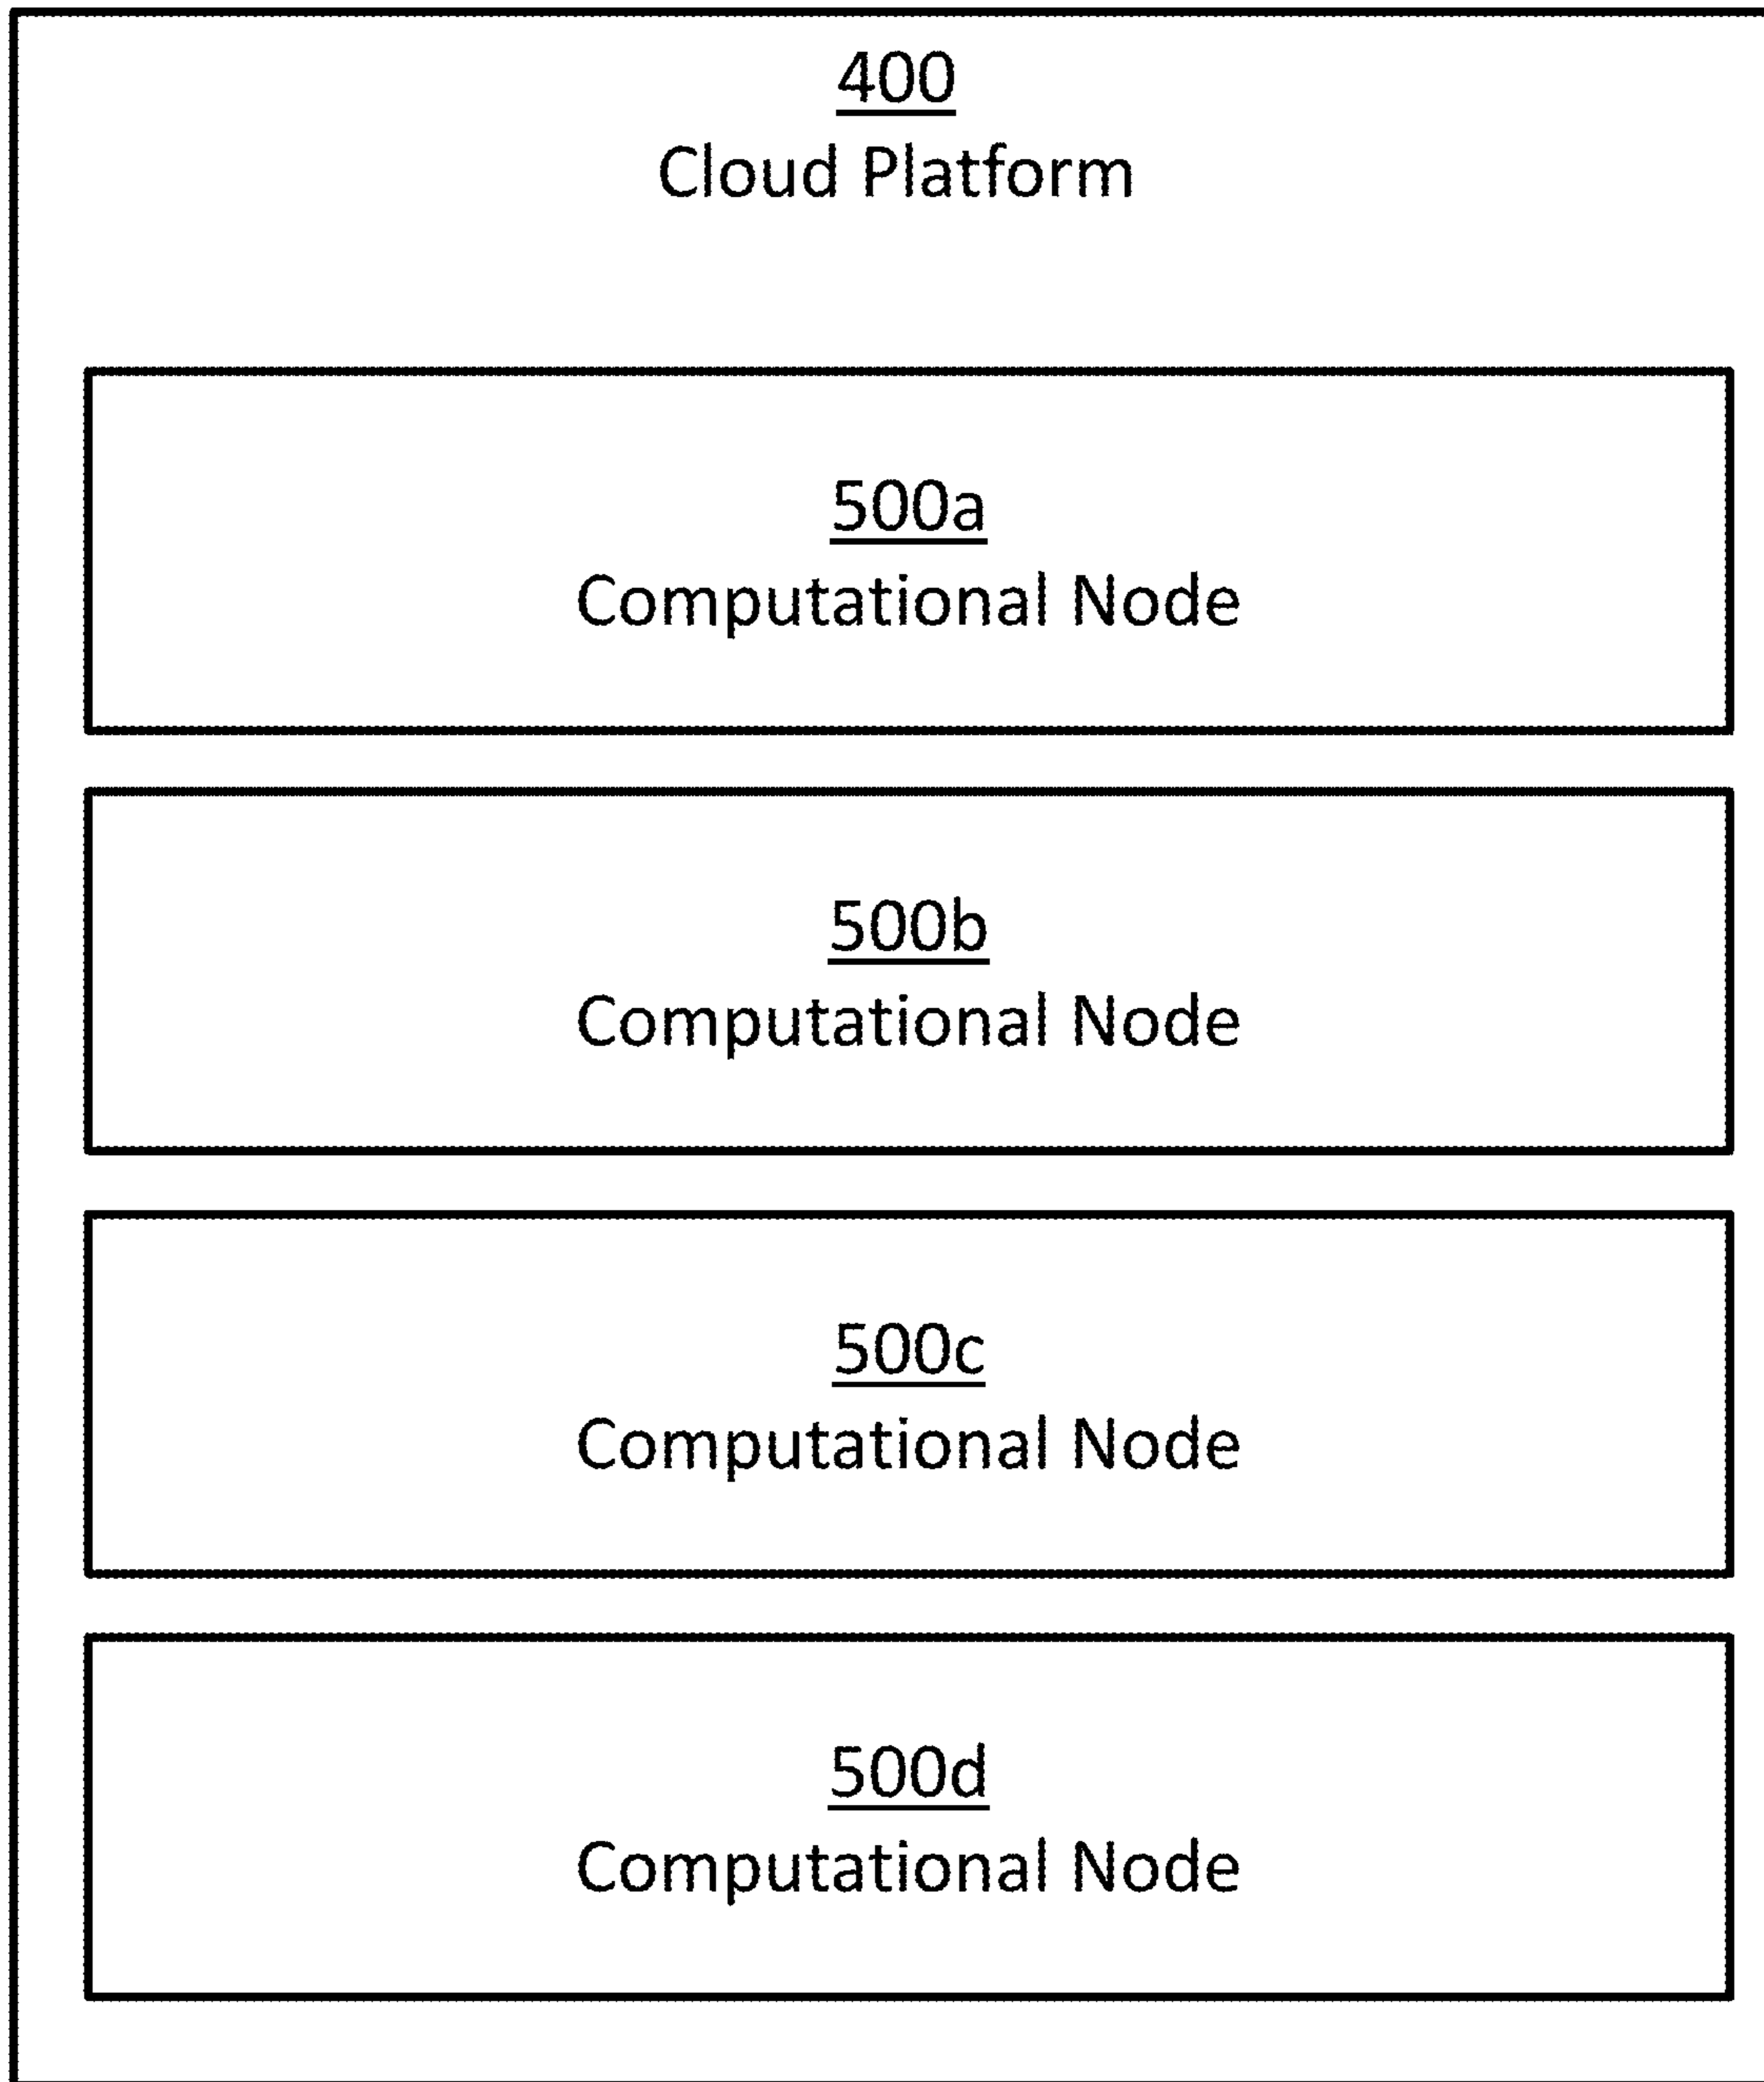 400
Cloud Platform
500a
Computational Node
500b
Computational Node
500c
Computational Node
500d
Computational Node